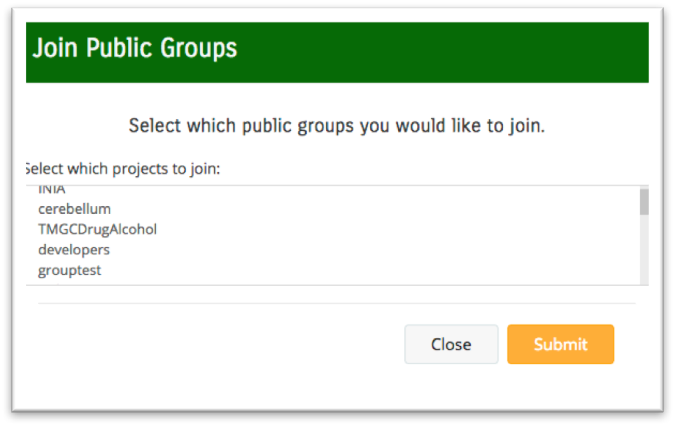 Join Public Groups
Select which public groups you would like to join.
Select which projects to join:
INIA
cerebellum
TMGCDrugAlcohol
developers
grouptest
Close
Submit